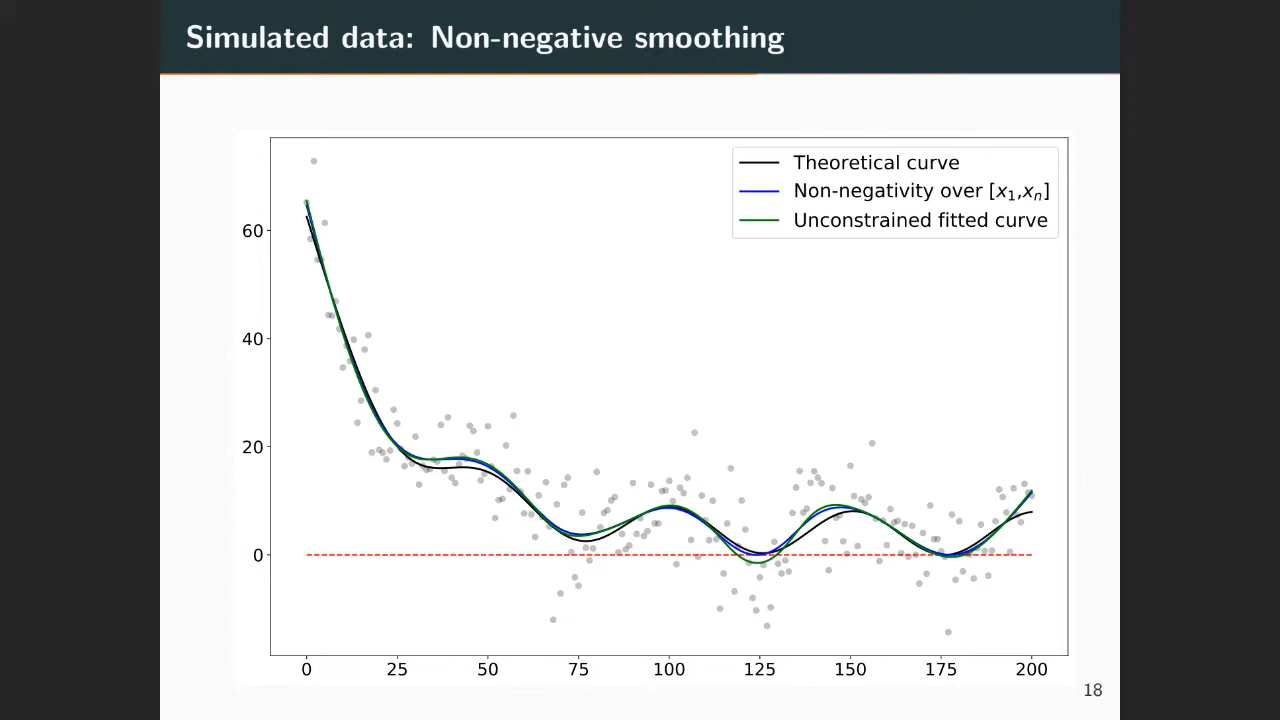 Simulated data: Non-negative smoothing
Theoretical curve
Non-negativity over [x₁,xₙ]
Unconstrained fitted curve
60
40
20
0
0 25 50 75 100 125 150 175 200
18